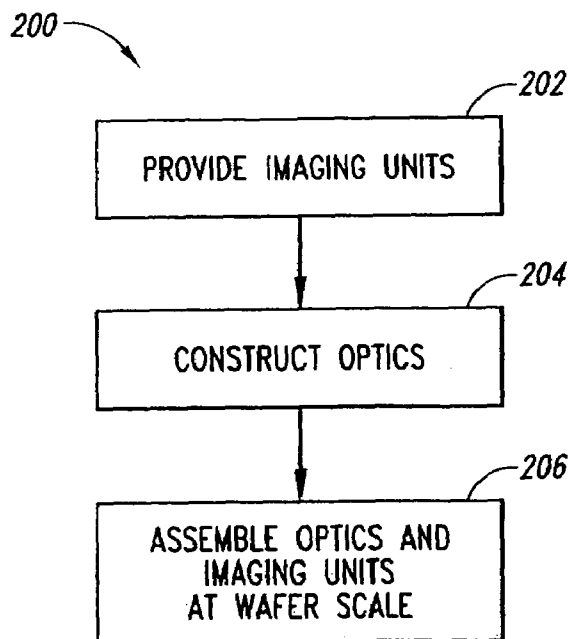 200
202
PROVIDE IMAGING UNITS
204
CONSTRUCT OPTICS
206
ASSEMBLE OPTICS AND
IMAGING UNITS
AT WAFER SCALE